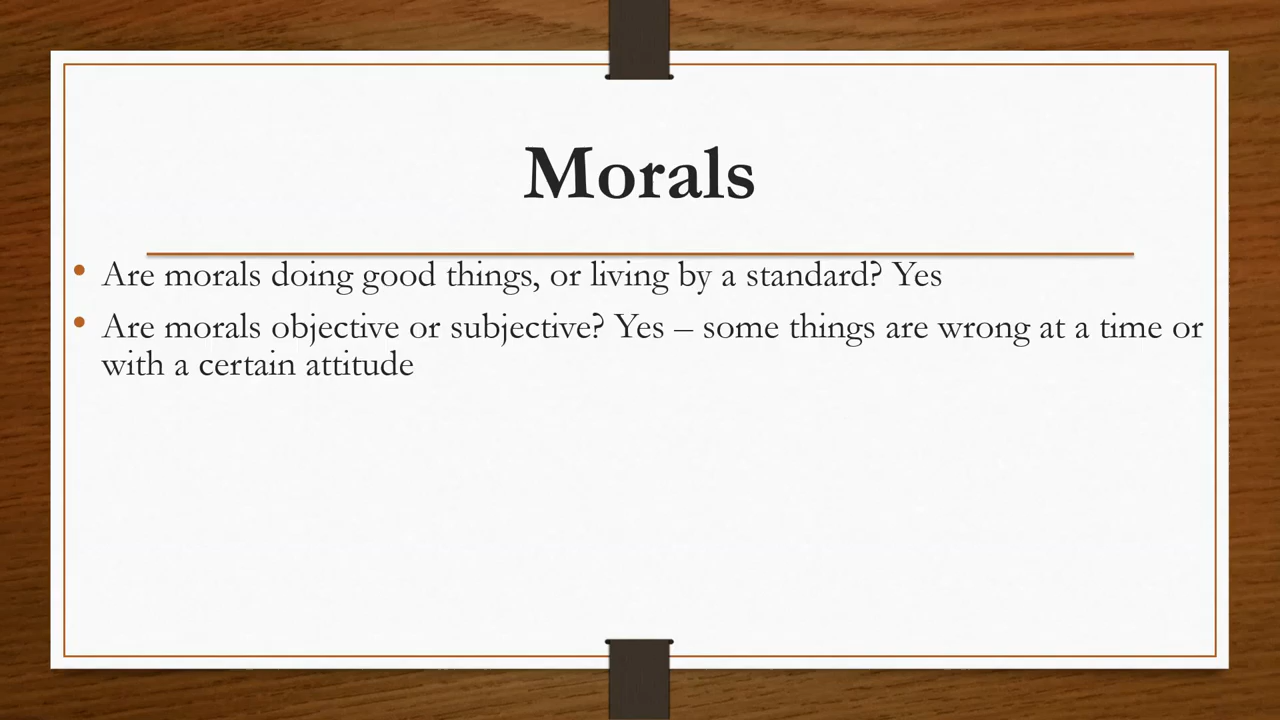 Morals
• Are morals doing good things, or living by a standard? Yes
• Are morals objective or subjective? Yes – some things are wrong at a time or
with a certain attitude